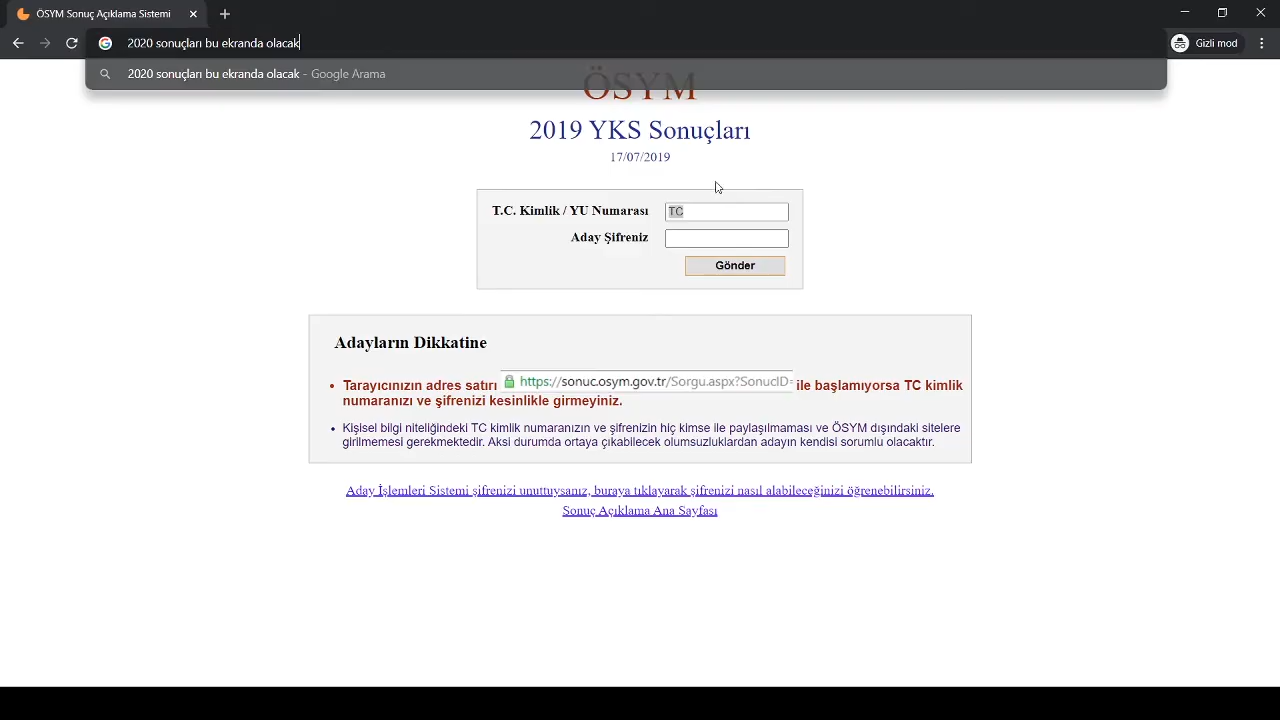 ÖSYM Sonuç Açıklama Sistemi
2020 sonuçları bu ekranda olacak
Gizli mod
2020 sonuçları bu ekranda olacak - Google Arama
ÖSYM
2019 YKS Sonuçları
17/07/2019
T.C. Kimlik / YU Numarası TC
Aday Şifreniz
Gönder
Adayların Dikkatine
• Tarayıcınızın adres satırı https://sonuc.osym.gov.tr/Sorgu.aspx?SonucID= ile başlamıyorsa TC kimlik
numaranızı ve şifrenizi kesinlikle girmeyiniz.
• Kişisel bilgi niteliğindeki TC kimlik numaranızın ve şifrenizin hiç kimse ile paylaşılmaması ve ÖSYM dışındaki sitelere
girilmemesi gerekmektedir. Aksi durumda ortaya çıkabilecek olumsuzluklardan adayın kendisi sorumlu olacaktır.
Aday İşlemleri Sistemi şifrenizi unuttuysanız, buraya tıklayarak şifrenizi nasıl alabileceğinizi öğrenebilirsiniz.
Sonuç Açıklama Ana Sayfası